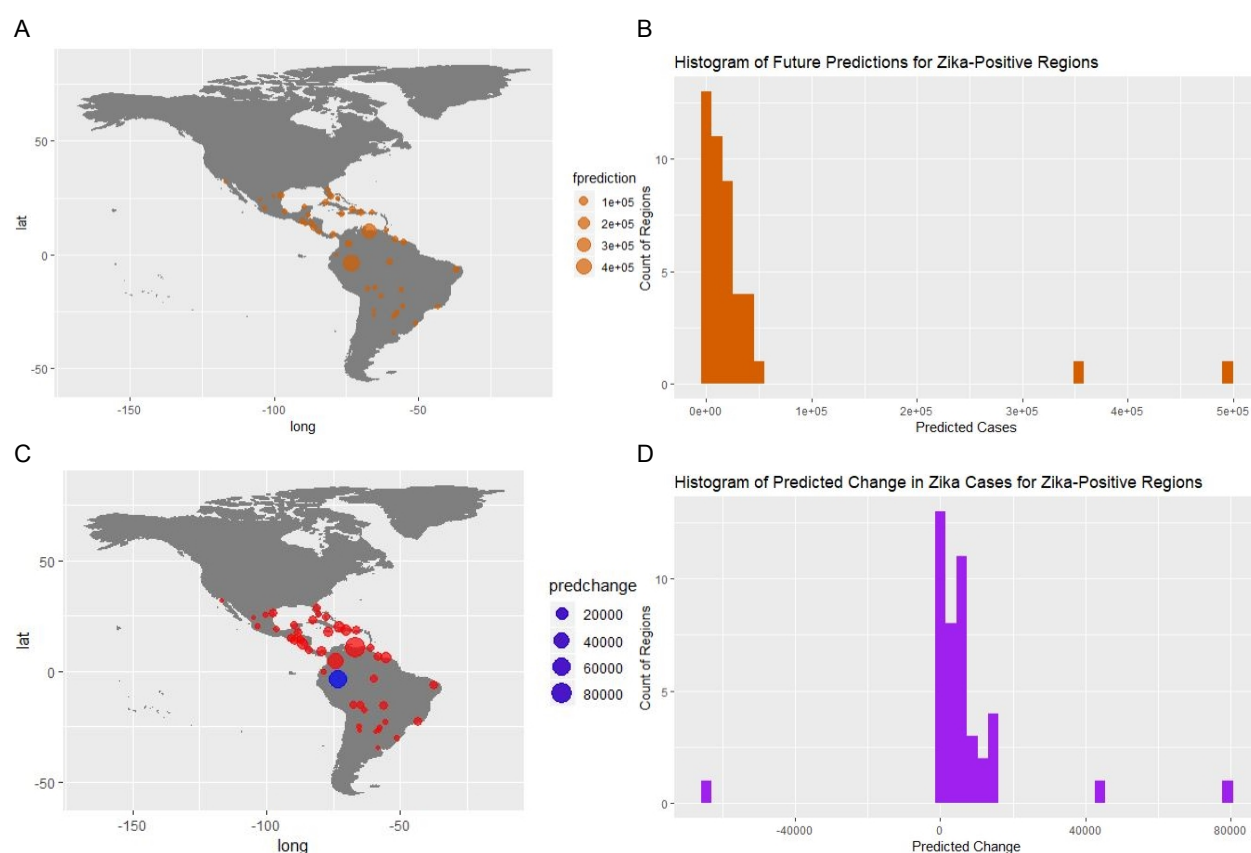 A
50
0
-50
lat
-150
-100
-50
long
fprediction
1e+05
2e+05
3e+05
4e+05
B
Histogram of Future Predictions for Zika-Positive Regions
10
5
0
Count of Regions
0e+00
1e+05
2e+05
3e+05
4e+05
5e+05
Predicted Cases
C
50
0
-50
lat
-150
-100
-50
long
predchange
20000
40000
60000
80000
D
Histogram of Predicted Change in Zika Cases for Zika-Positive Regions
10
5
0
Count of Regions
-40000
0
40000
80000
Predicted Change